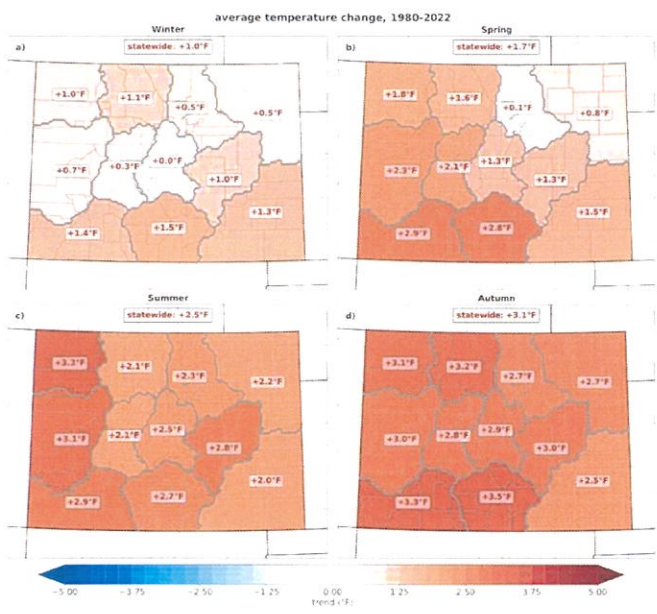 average temperature change, 1980-2022
Winter
a)
statewide: +1.0°F
+1.0°F
+1.1°F
+0.5°F
+0.5°F
+0.7°F
+0.3°F
+0.0°F
+1.0°F
+1.3°F
+1.4°F
+1.5°F
Spring
b)
statewide: +1.7°F
+1.8°F
+1.6°F
+0.1°F
+0.8°F
+2.3°F
+2.1°F
+1.3°F
+1.3°F
+1.5°F
+2.9°F
+2.8°F
Summer
c)
statewide: +2.5°F
+3.3°F
+2.1°F
+2.3°F
+2.2°F
+3.1°F
+2.1°F
+2.5°F
+2.8°F
+2.0°F
+2.9°F
+2.7°F
Autumn
d)
statewide: +3.1°F
+3.1°F
+3.2°F
+2.7°F
+2.7°F
+3.0°F
+2.8°F
+2.9°F
+3.0°F
+2.5°F
+3.3°F
+3.5°F
−5.00 −3.75 −2.50 −1.25 0.00 1.25 2.50 3.75 5.00
trend (°F)